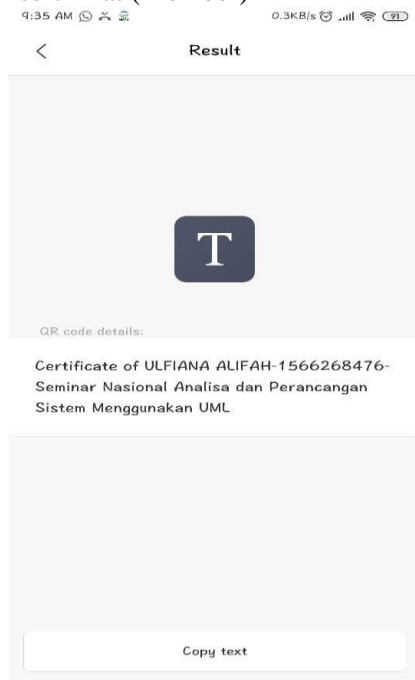 9:35 AM
0.3KB/s
91
Result
T
QR code details:
Certificate of ULFIANA ALIFAH-1566268476-
Seminar Nasional Analisa dan Perancangan
Sistem Menggunakan UML
Copy text